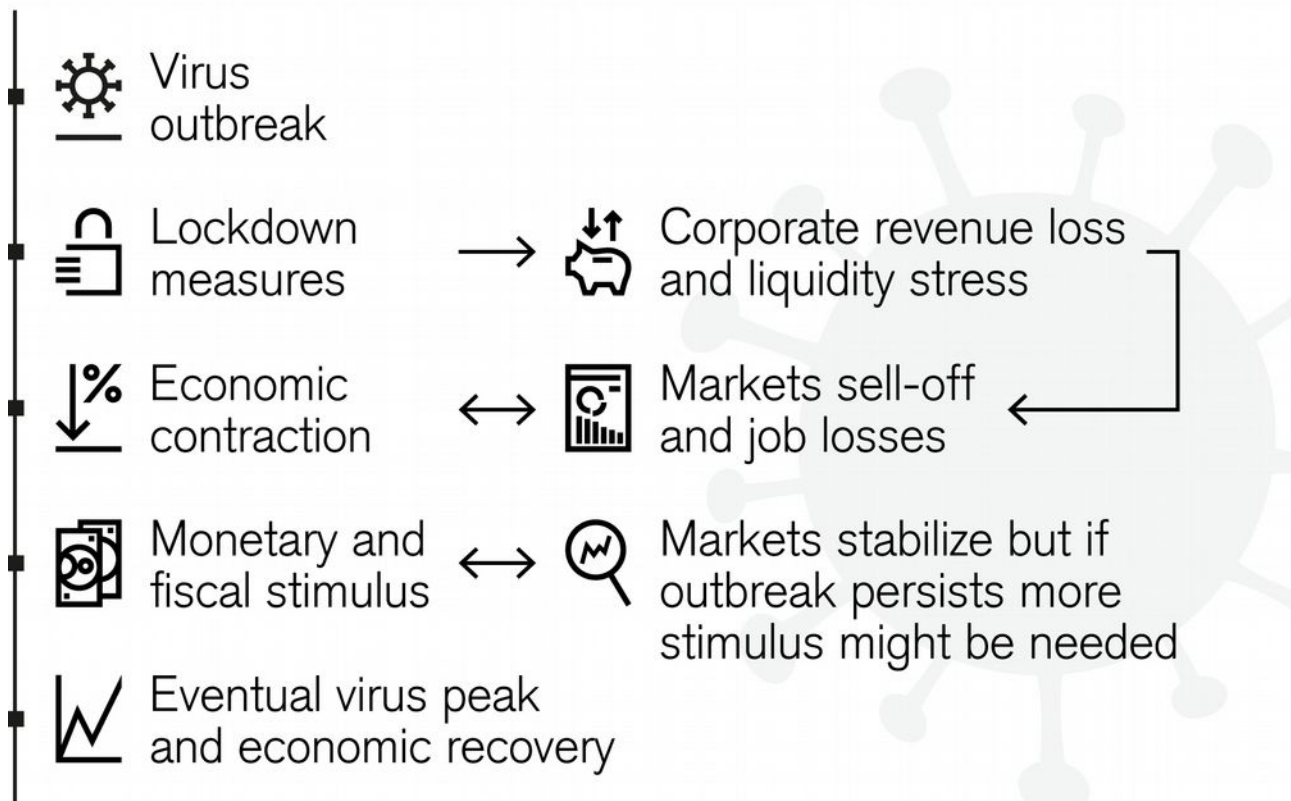 Virus
outbreak
Lockdown
measures
Corporate revenue loss
and liquidity stress
%
Economic
contraction
Markets sell-off
and job losses
Monetary and
fiscal stimulus
Markets stabilize but if
outbreak persists more
stimulus might be needed
Eventual virus peak
and economic recovery